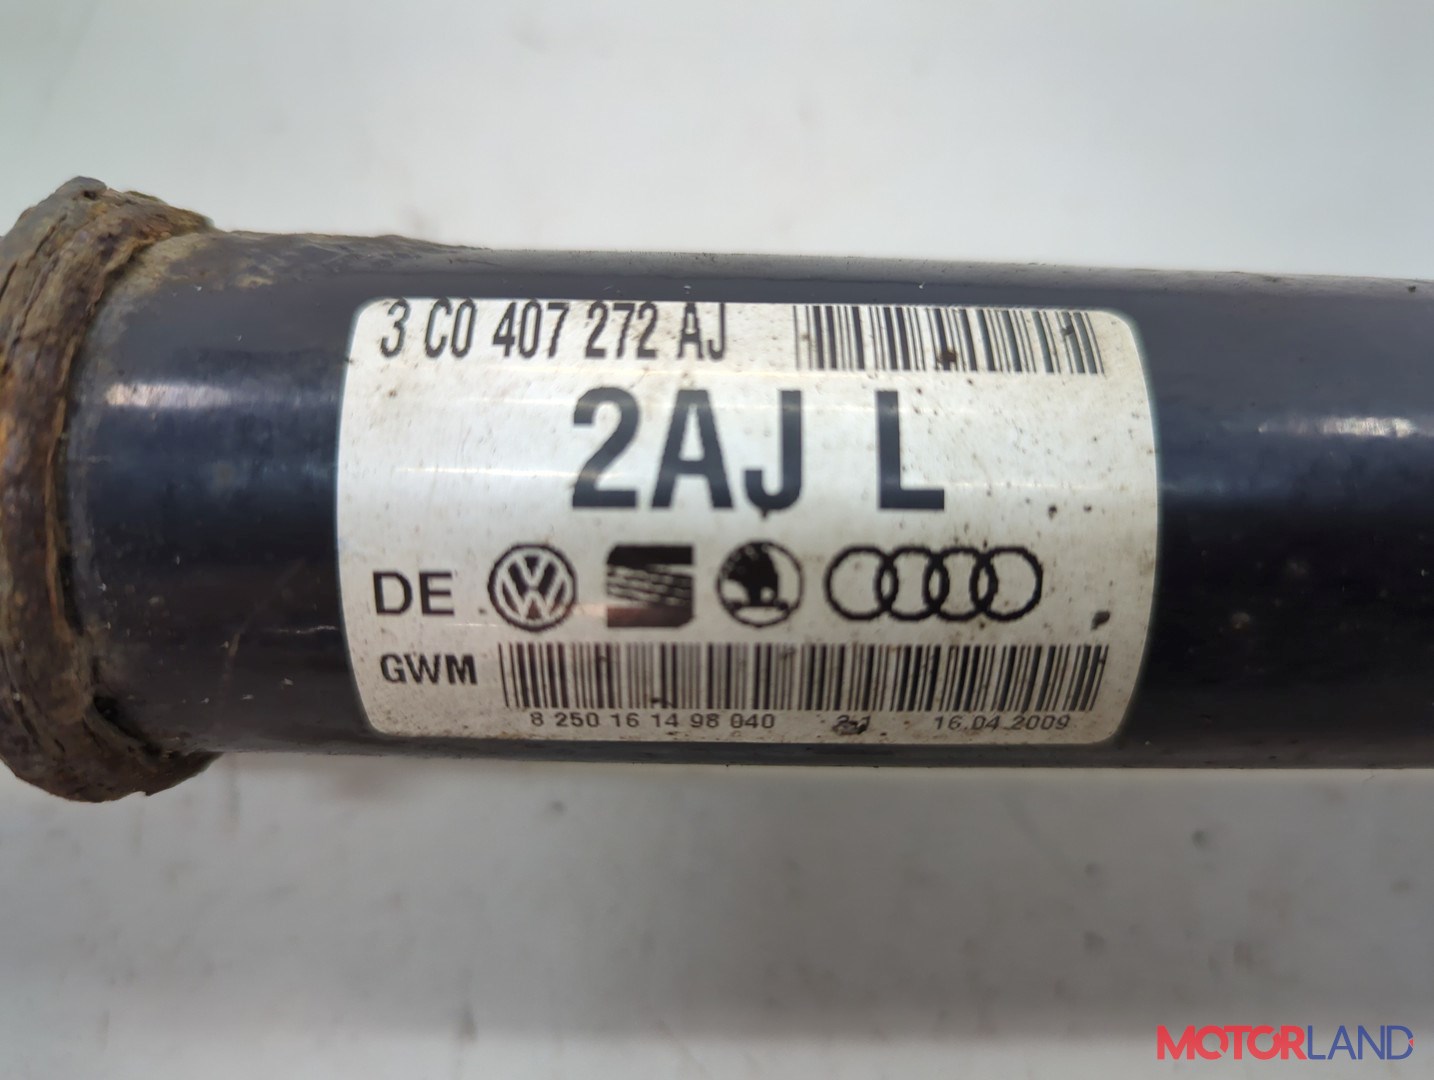 3 C0 407 272 AJ
2AJ L
DE
GWM
8 250 16 14 98 040 16.04.2009
MOTORLAND